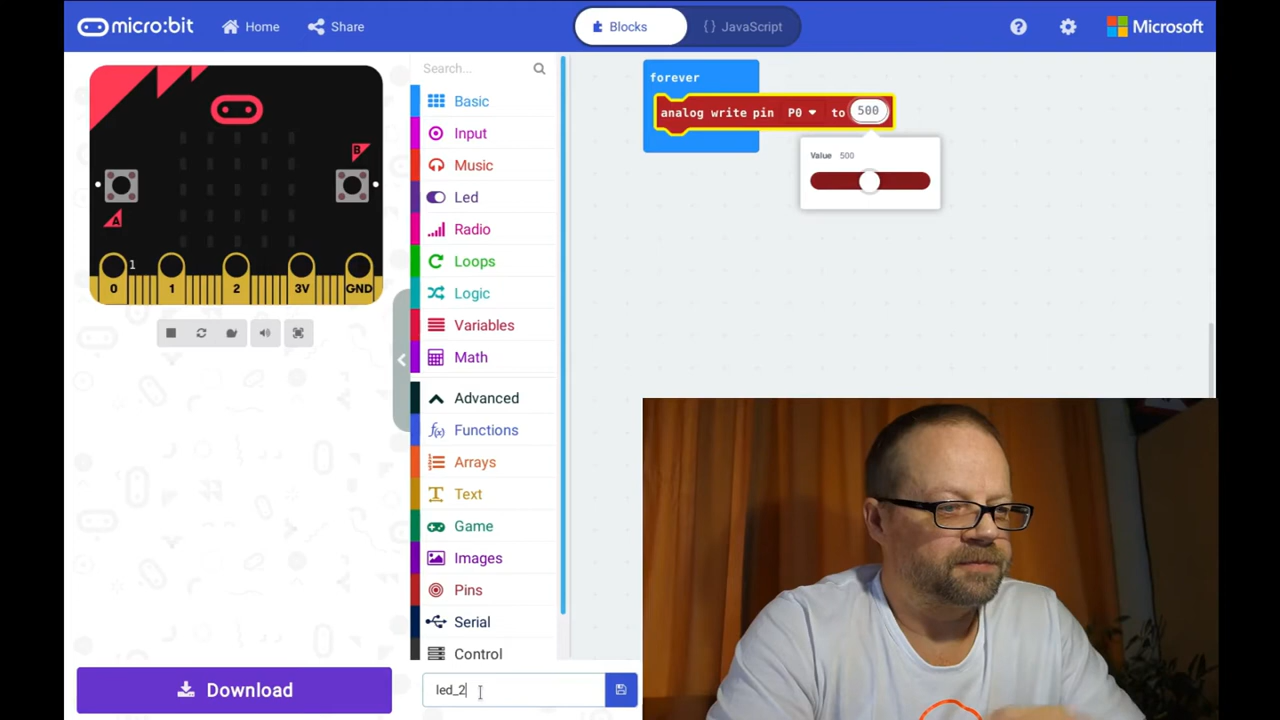 micro:bit
Home
Share
Blocks
{ } JavaScript
?
Microsoft
B
A
1
0
1
2
3V
GND
Search...
Basic
Input
Music
Led
Radio
Loops
Logic
Variables
Math
Advanced
f(x) Functions
Arrays
Text
Game
Images
Pins
Serial
Control
forever
analog write pin P0 to 500
Value 500
Download
led_2